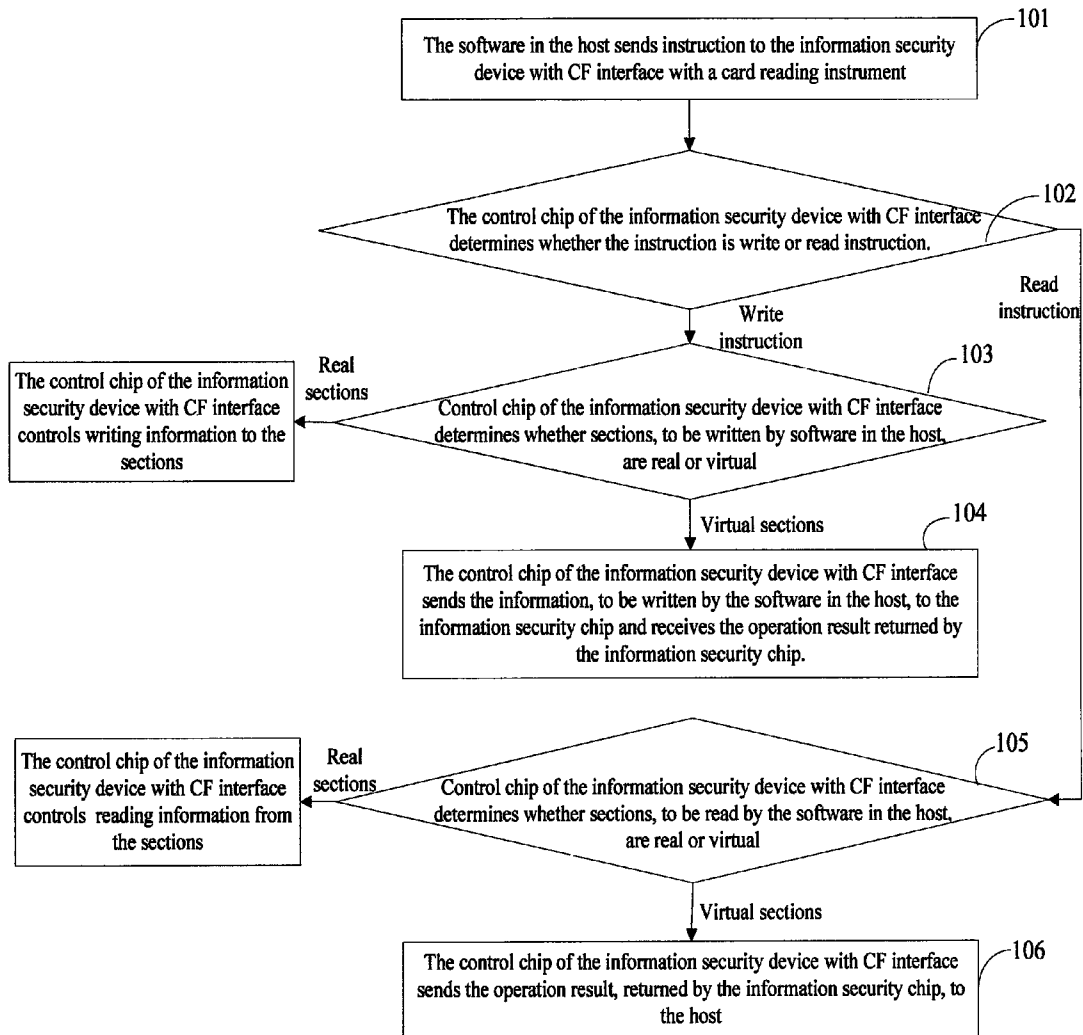 101
The software in the host sends instruction to the information security
device with CF interface with a card reading instrument
102
The control chip of the information security device with CF interface
determines whether the instruction is write or read instruction.
Read
instruction
Write
instruction
103
Real
sections
The control chip of the information
security device with CF interface
controls writing information to the
sections
Control chip of the information security device with CF interface
determines whether sections, to be written by software in the host,
are real or virtual
Virtual sections
104
The control chip of the information security device with CF interface
sends the information, to be written by the software in the host, to the
information security chip and receives the operation result returned by
the information security chip.
105
Real
sections
The control chip of the information
security device with CF interface
controls reading information from
the sections
Control chip of the information security device with CF interface
determines whether sections, to be read by the software in the host,
are real or virtual
Virtual sections
106
The control chip of the information security device with CF interface
sends the operation result, returned by the information security chip, to
the host